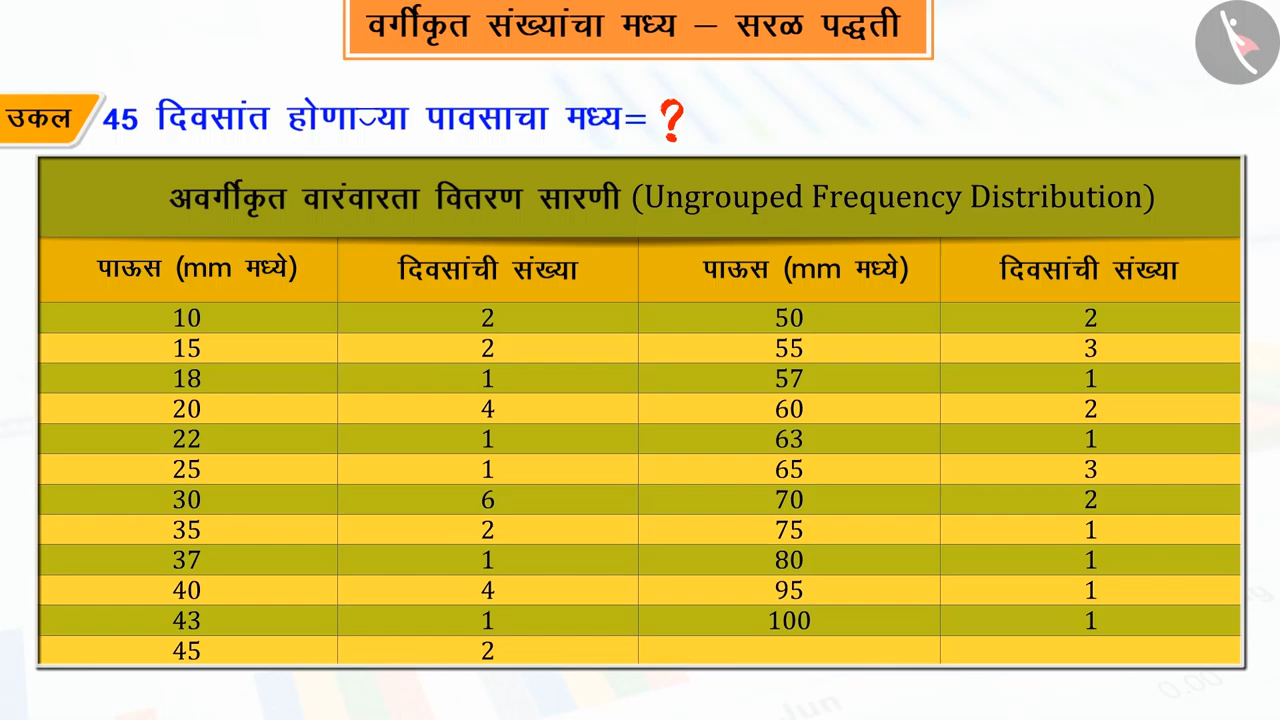 वर्गीकृत संख्यांचा मध्य – सरळ पद्धती
उकल
45 दिवसांत होणाऱ्या पावसाचा मध्य= ?
अवर्गीकृत वारंवारता वितरण सारणी (Ungrouped Frequency Distribution)
पाऊस (mm मध्ये) दिवसांची संख्या पाऊस (mm मध्ये) दिवसांची संख्या
10 2 50 2
15 2 55 3
18 1 57 1
20 4 60 2
22 1 63 1
25 1 65 3
30 6 70 2
35 2 75 1
37 1 80 1
40 4 95 1
43 1 100 1
45 2
Jun
0.00